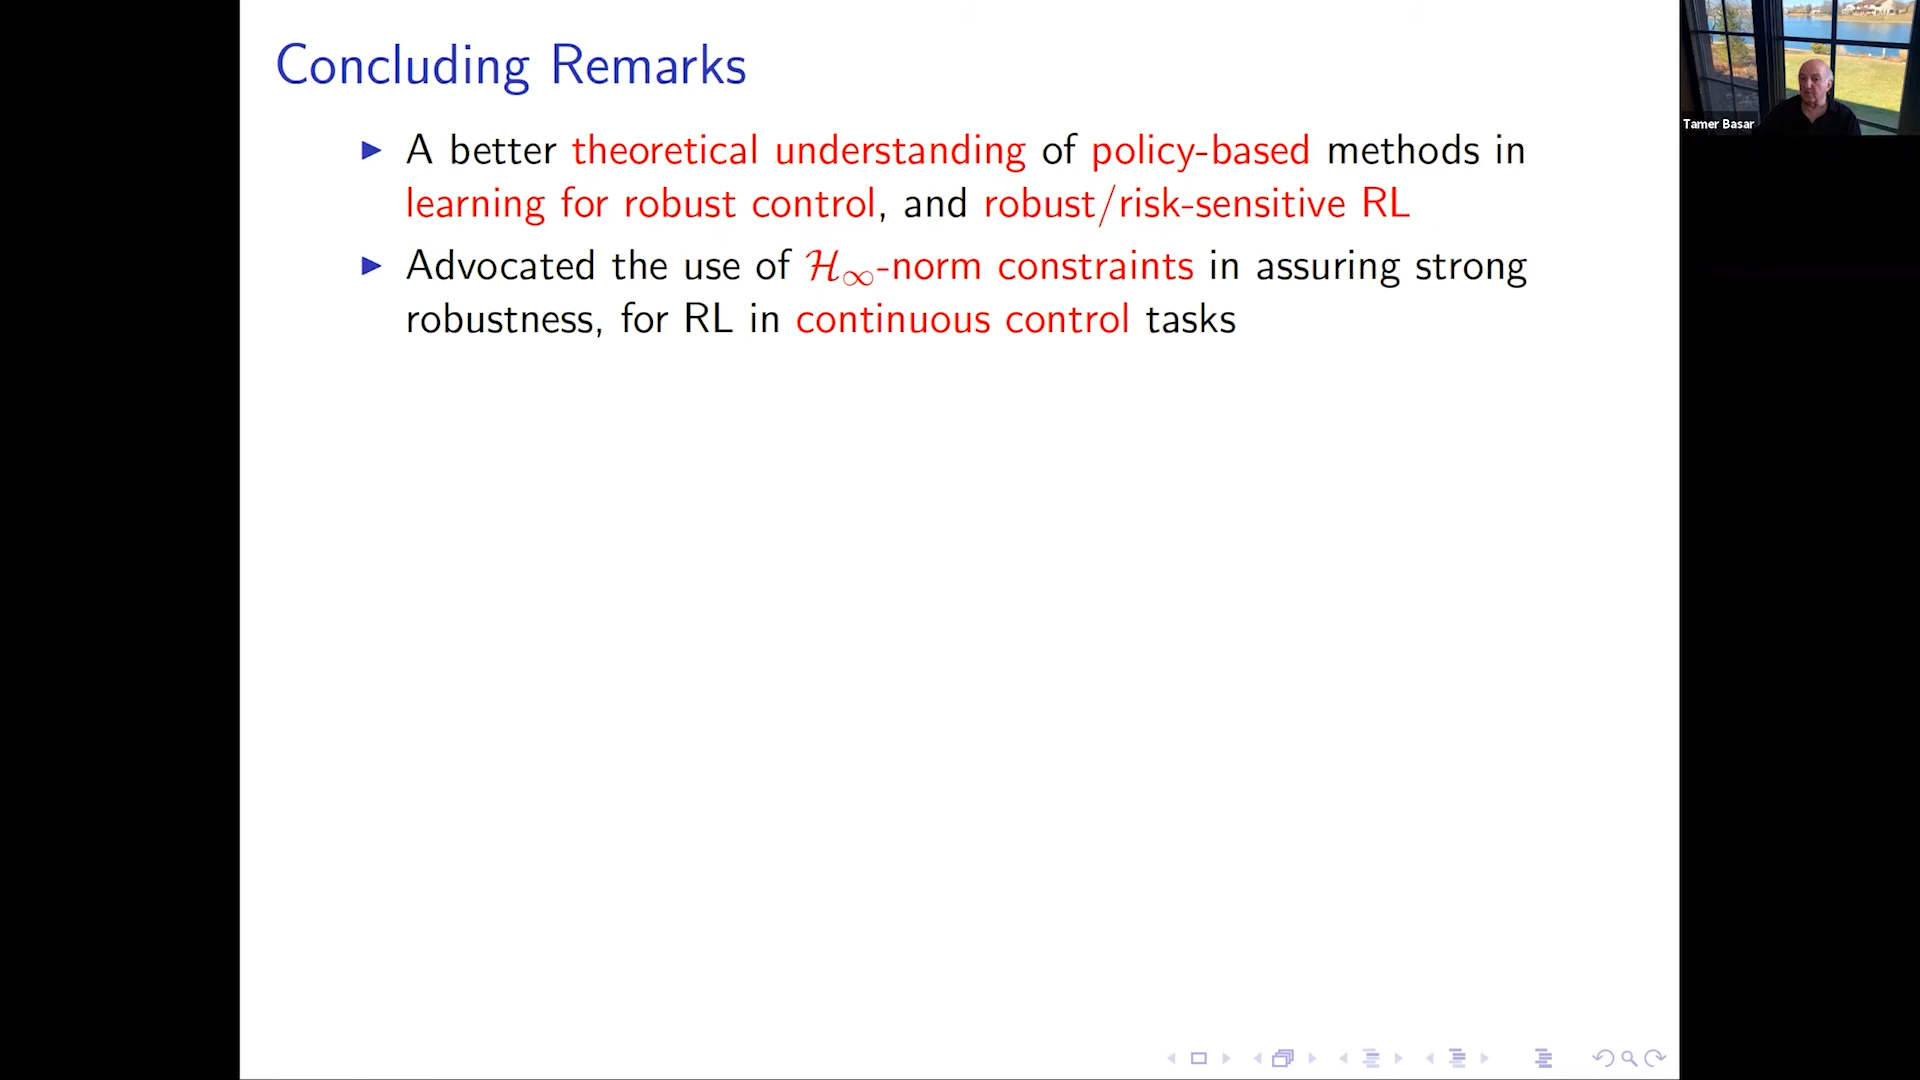 Concluding Remarks
A better theoretical understanding of policy-based methods in
learning for robust control, and robust/risk-sensitive RL
Advocated the use of ℋ∞-norm constraints in assuring strong
robustness, for RL in continuous control tasks
Tamer Basar